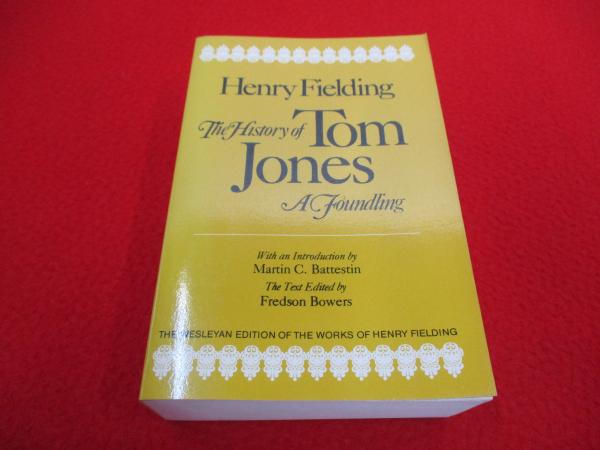 Henry Fielding
The History of Tom
Jones
A Foundling
With an Introduction by
Martin C. Battestin
The Text Edited by
Fredson Bowers
THE WESLEYAN EDITION OF THE WORKS OF HENRY FIELDING